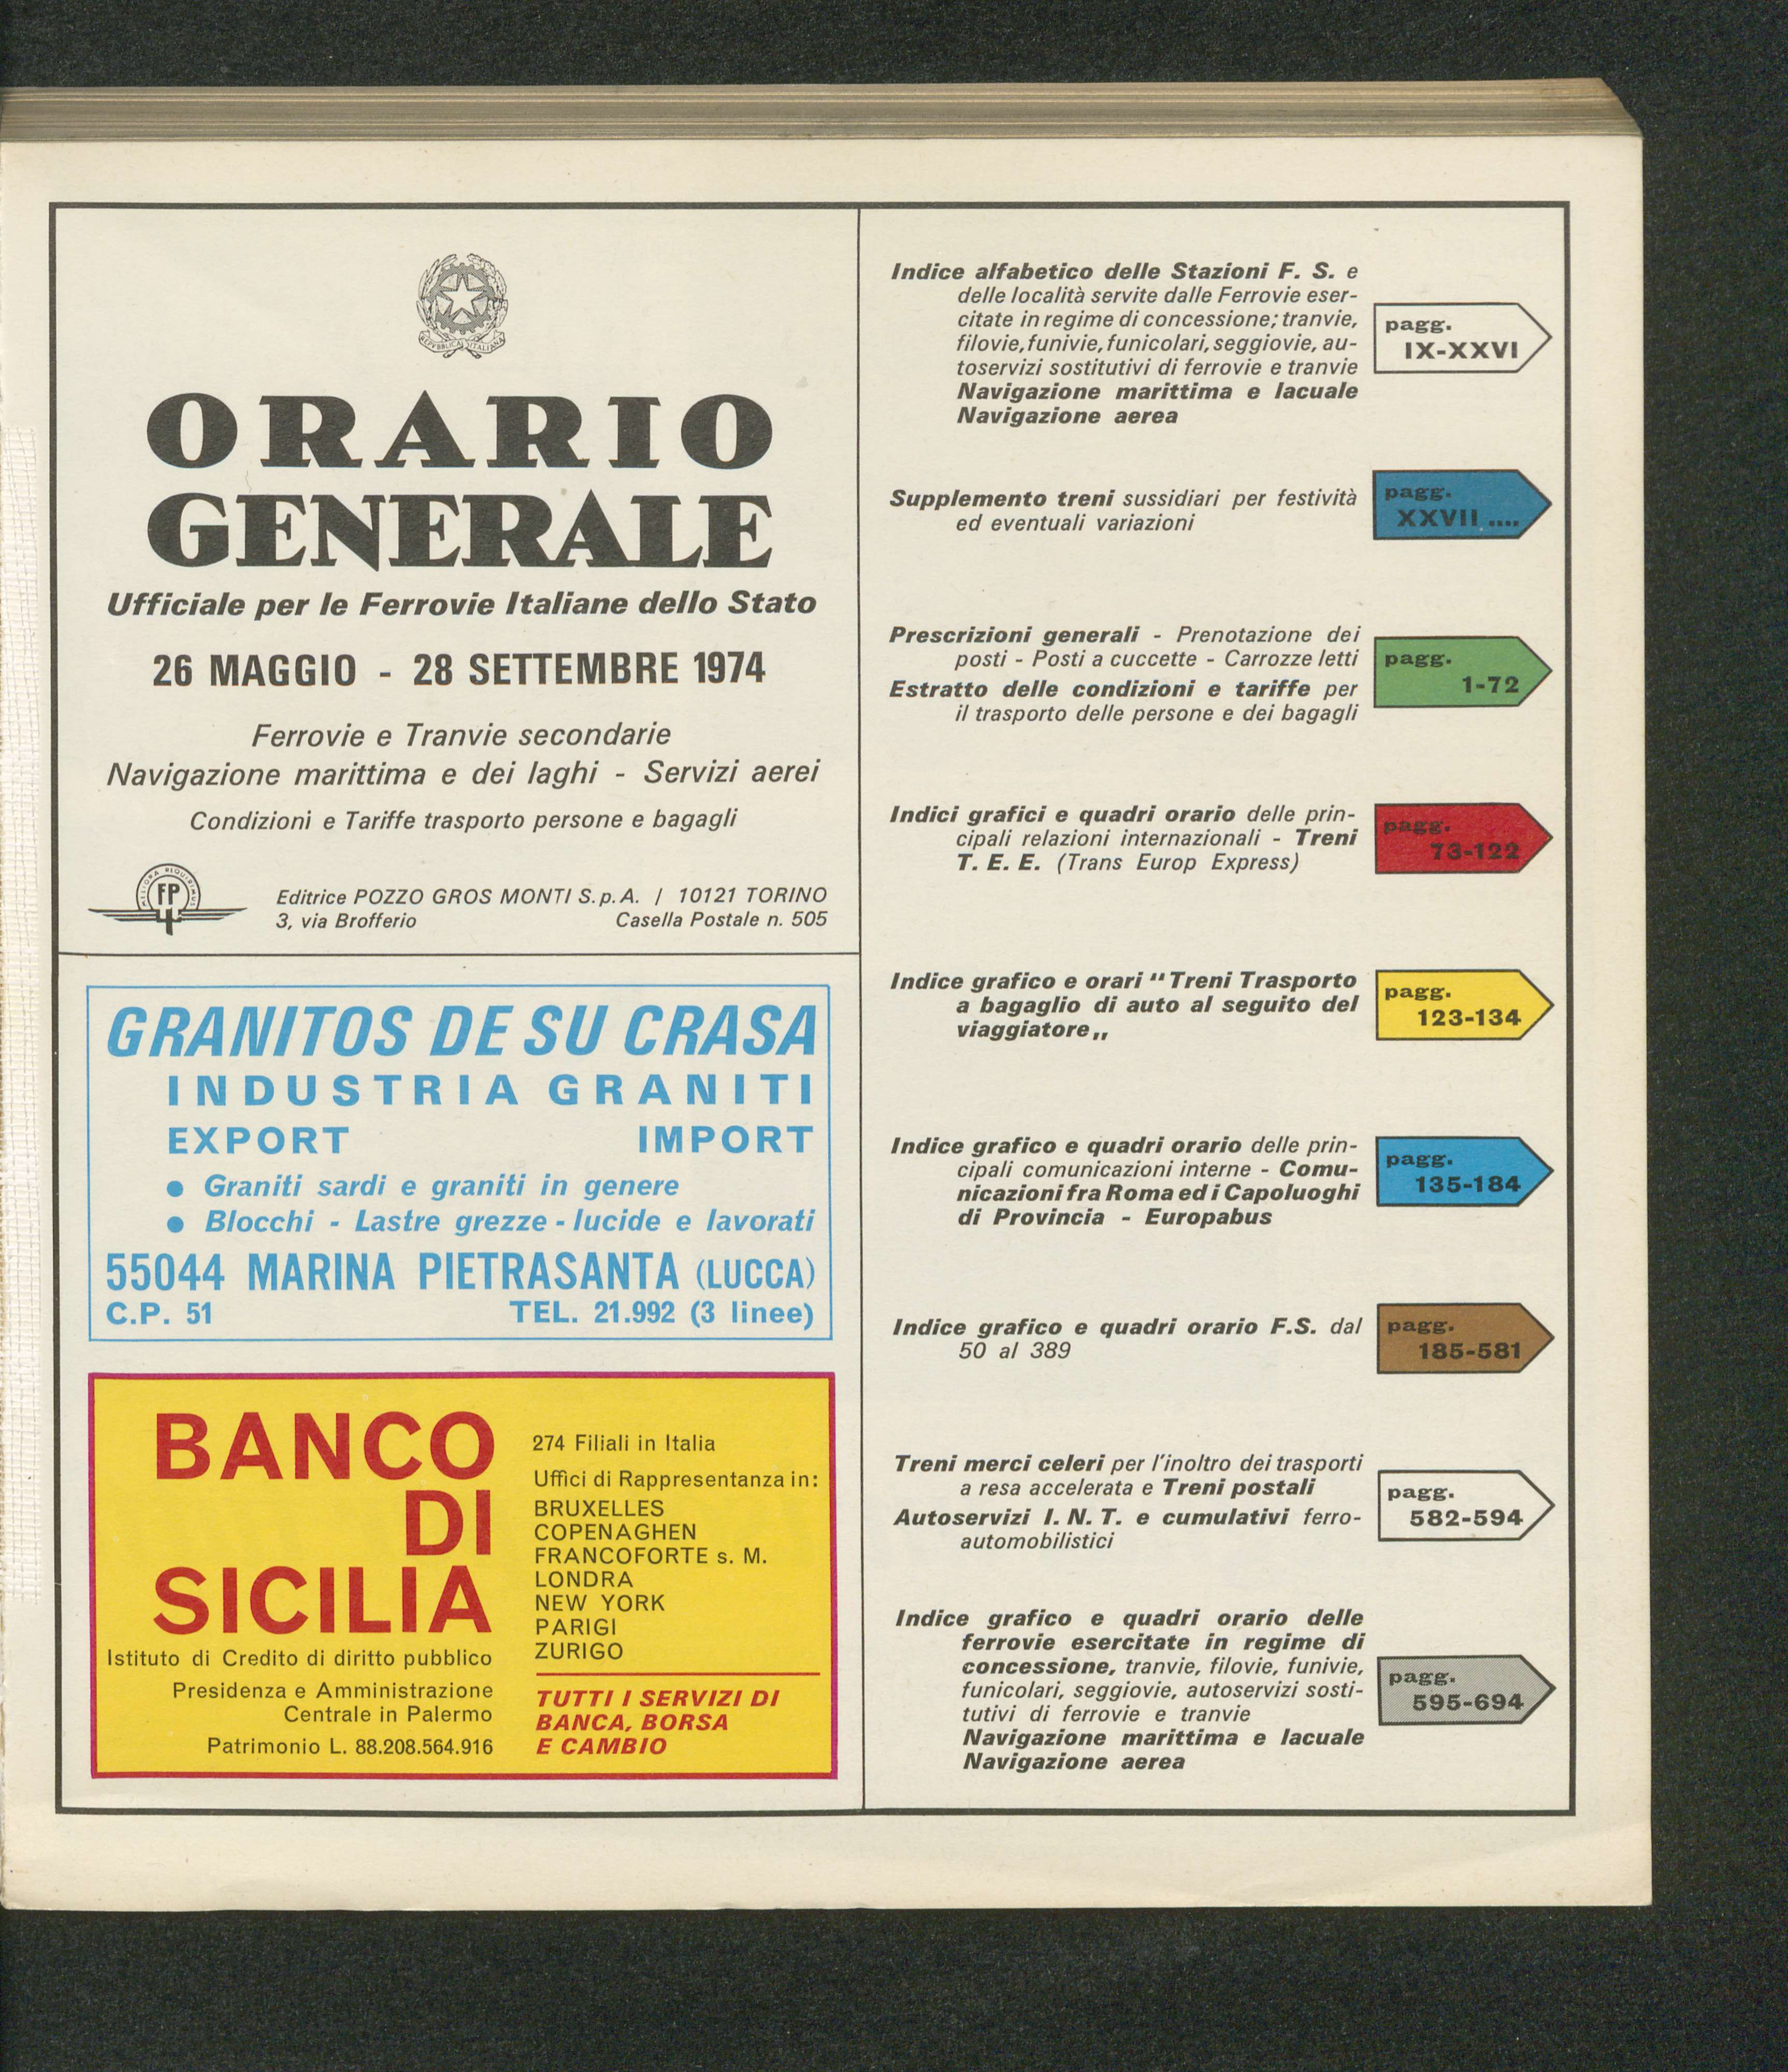 REPVBBLICA ITALIANA
ORARIO
GENERALE
Ufficiale per le Ferrovie Italiane dello Stato
26 MAGGIO - 28 SETTEMBRE 1974
Ferrovie e Tranvie secondarie
Navigazione marittima e dei laghi - Servizi aerei
Condizioni e Tariffe trasporto persone e bagagli
FP
Editrice POZZO GROS MONTI S.p.A. / 10121 TORINO
3, via Brofferio Casella Postale n. 505
GRANITOS DE SU CRASA
INDUSTRIA GRANITI
EXPORT IMPORT
● Graniti sardi e graniti in genere
● Blocchi - Lastre grezze - lucide e lavorati
55044 MARINA PIETRASANTA (LUCCA)
C.P. 51 TEL. 21.992 (3 linee)
BANCO
DI
SICILIA
Istituto di Credito di diritto pubblico
Presidenza e Amministrazione
Centrale in Palermo
Patrimonio L. 88.208.564.916
274 Filiali in Italia
Uffici di Rappresentanza in:
BRUXELLES
COPENAGHEN
FRANCOFORTE s. M.
LONDRA
NEW YORK
PARIGI
ZURIGO
TUTTI I SERVIZI DI
BANCA, BORSA
E CAMBIO
Indice alfabetico delle Stazioni F. S. e
delle località servite dalle Ferrovie eser-
citate in regime di concessione; tranvie,
filovie, funivie, funicolari, seggiovie, au-
toservizi sostitutivi di ferrovie e tranvie
Navigazione marittima e lacuale
Navigazione aerea
pagg.
IX-XXVI
Supplemento treni sussidiari per festività
ed eventuali variazioni
pagg.
XXVII ....
Prescrizioni generali - Prenotazione dei
posti - Posti a cuccette - Carrozze letti
Estratto delle condizioni e tariffe per
il trasporto delle persone e dei bagagli
pagg.
1-72
Indici grafici e quadri orario delle prin-
cipali relazioni internazionali - Treni
T. E. E. (Trans Europ Express)
pagg.
73-122
Indice grafico e orari “Treni Trasporto
a bagaglio di auto al seguito del
viaggiatore„
pagg.
123-134
Indice grafico e quadri orario delle prin-
cipali comunicazioni interne - Comu-
nicazioni fra Roma ed i Capoluoghi
di Provincia - Europabus
pagg.
135-184
Indice grafico e quadri orario F.S. dal
50 al 389
pagg.
185-581
Treni merci celeri per l'inoltro dei trasporti
a resa accelerata e Treni postali
Autoservizi I. N. T. e cumulativi ferro-
automobilistici
pagg.
582-594
Indice grafico e quadri orario delle
ferrovie esercitate in regime di
concessione, tranvie, filovie, funivie,
funicolari, seggiovie, autoservizi sosti-
tutivi di ferrovie e tranvie
Navigazione marittima e lacuale
Navigazione aerea
pagg.
595-694